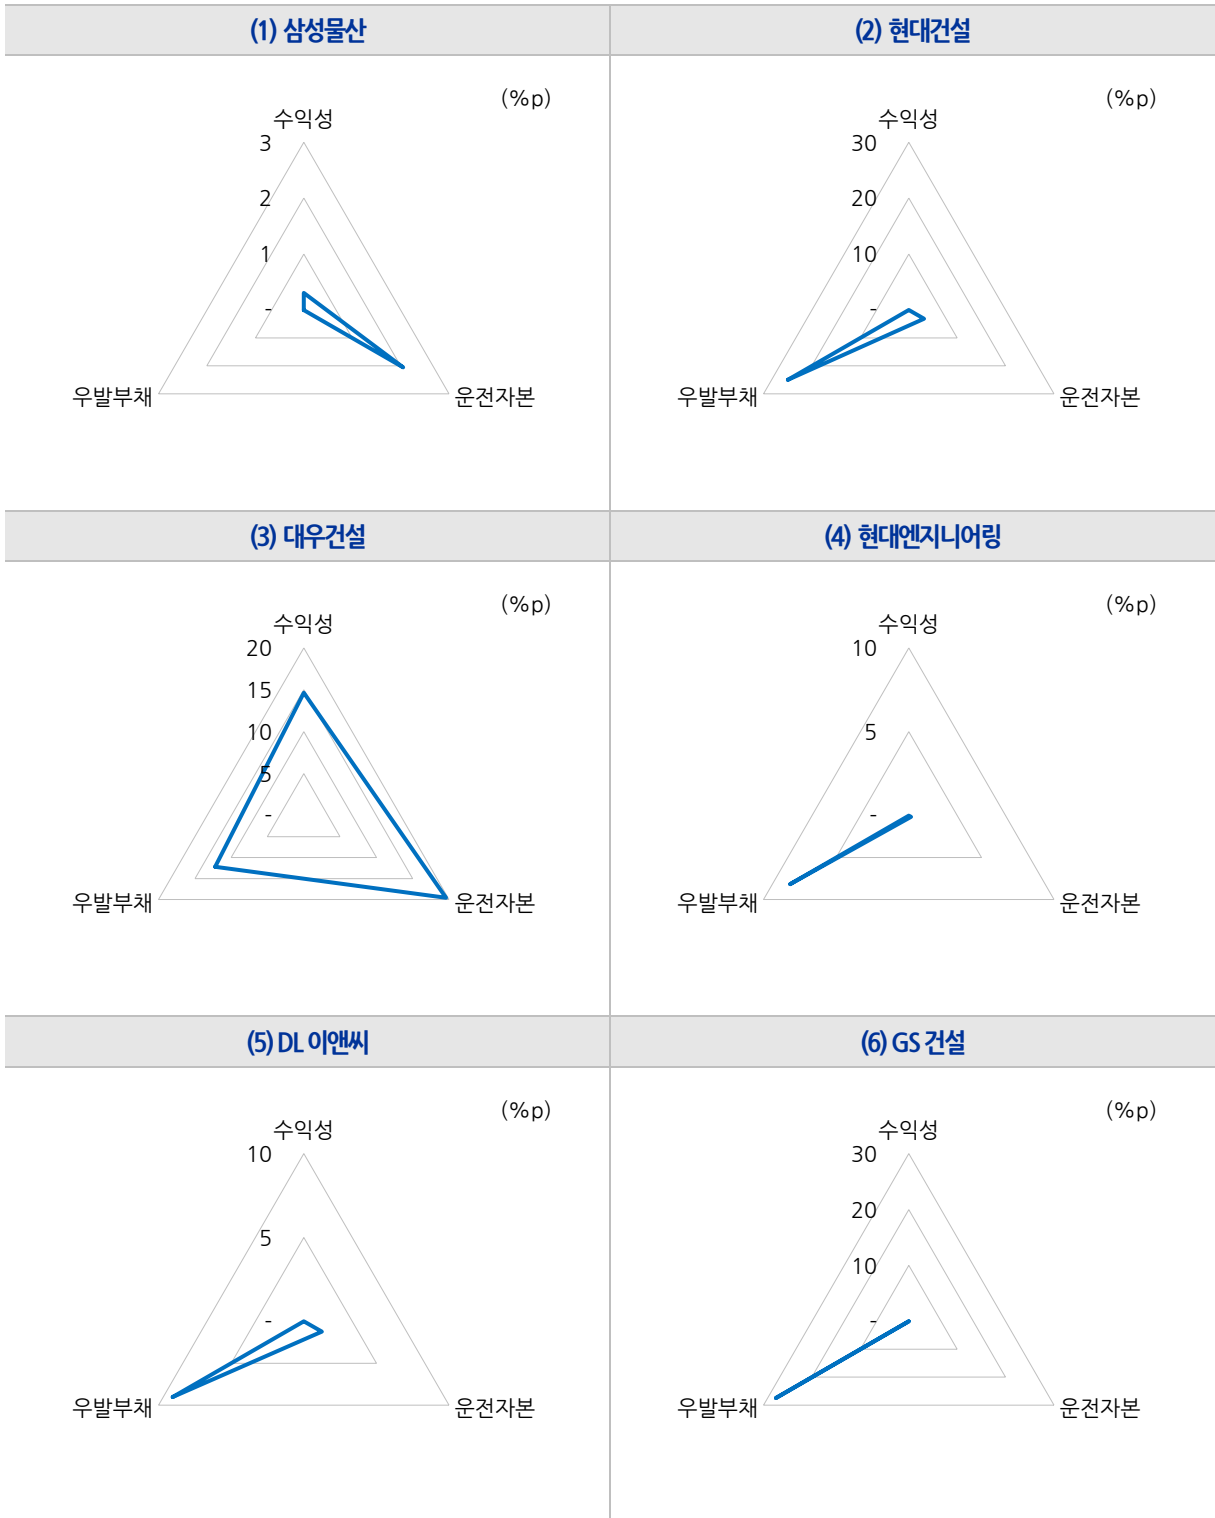 (1) 삼성물산
(2) 현대건설
(%p)
수익성
3
2
1
-
우발부채
운전자본
(%p)
수익성
30
20
10
-
우발부채
운전자본
(3) 대우건설
(4) 현대엔지니어링
(%p)
수익성
20
15
10
5
-
우발부채
운전자본
(%p)
수익성
10
5
-
우발부채
운전자본
(5) DL 이앤씨
(6) GS 건설
(%p)
수익성
10
5
-
우발부채
운전자본
(%p)
수익성
30
20
10
-
우발부채
운전자본